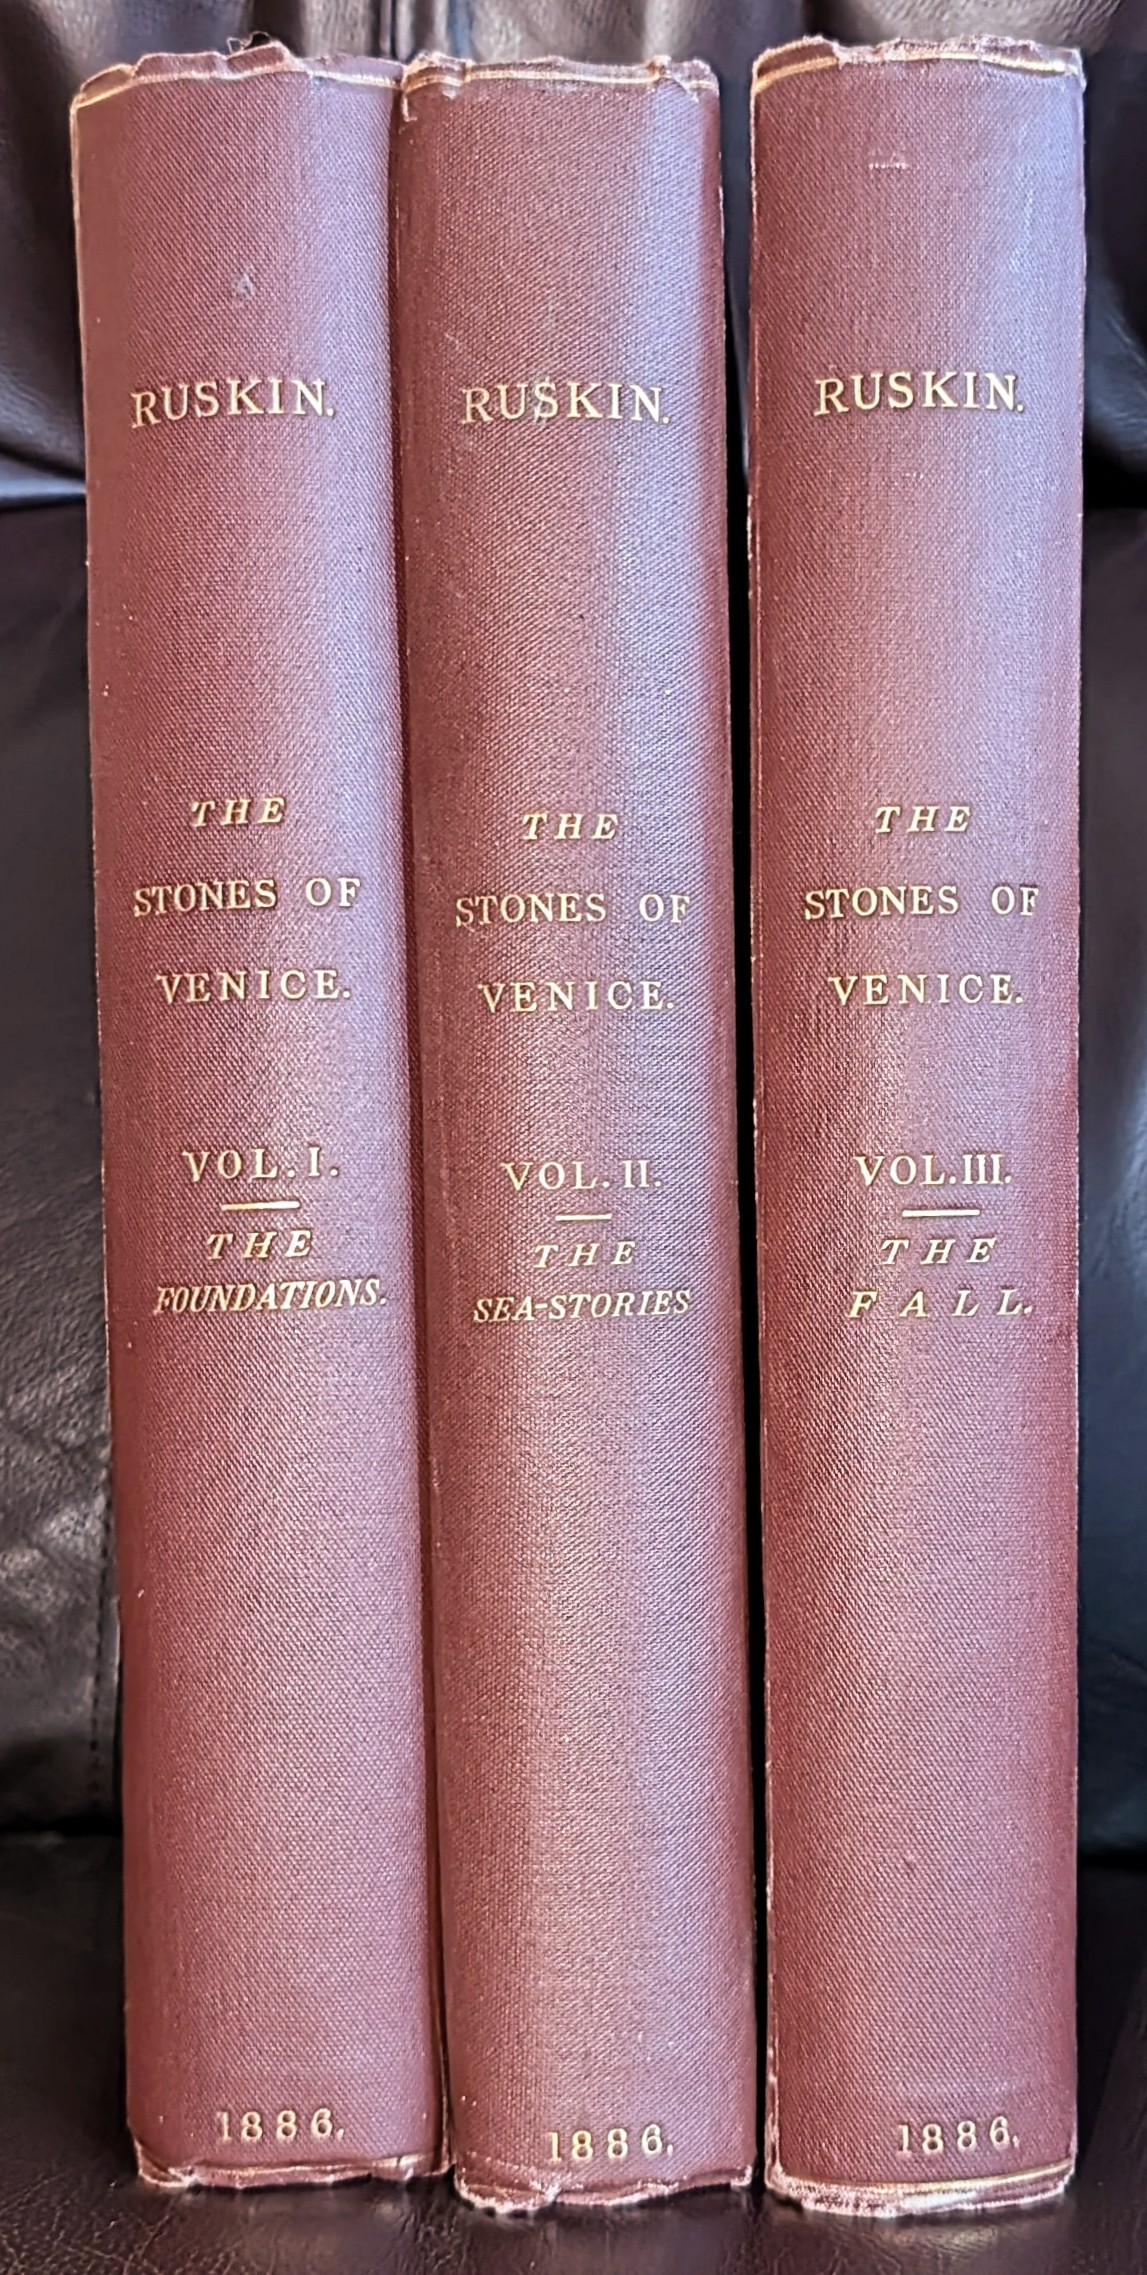 RUSKIN.
THE
STONES OF
VENICE.
VOL. I.
THE
FOUNDATIONS.
1886.
RUSKIN.
THE
STONES OF
VENICE.
VOL. II.
THE
SEA-STORIES
1886.
RUSKIN.
THE
STONES OF
VENICE.
VOL. III.
THE
FALL.
1886.